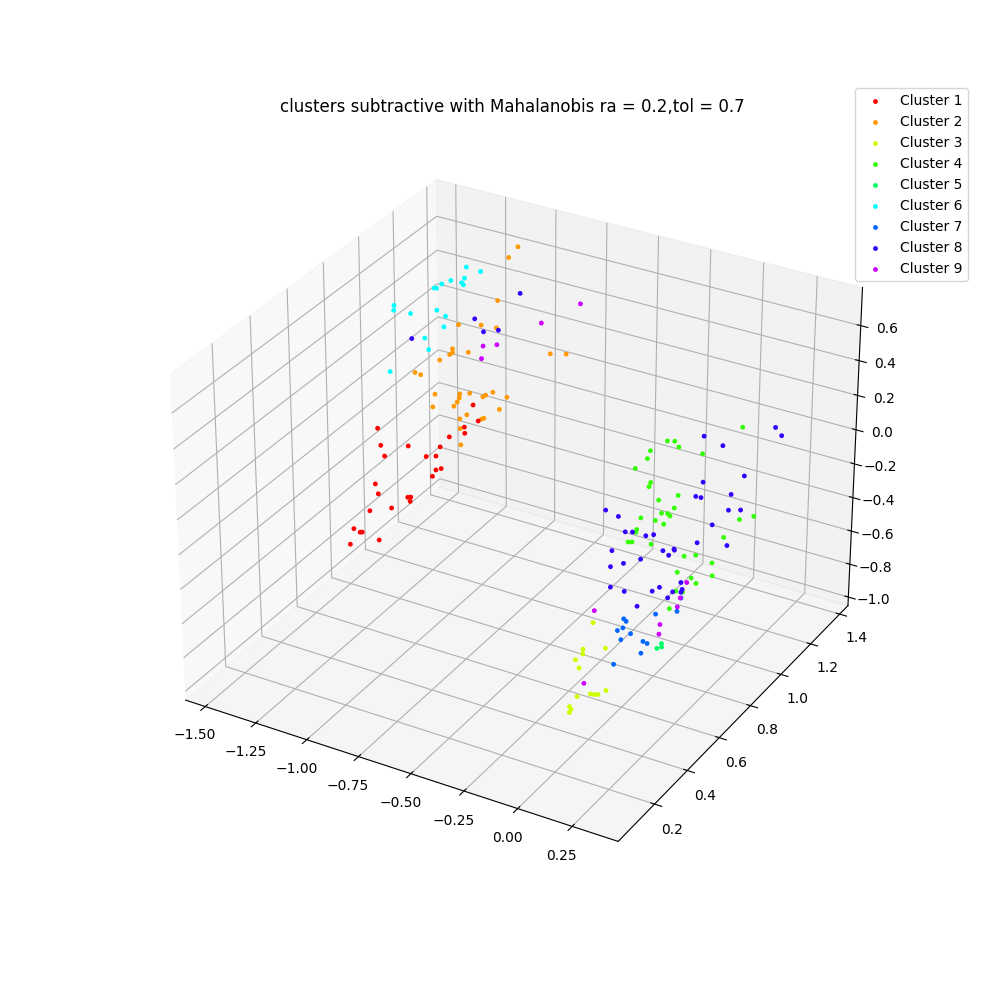 clusters subtractive with Mahalanobis ra = 0.2,tol = 0.7
Cluster 1
Cluster 2
Cluster 3
Cluster 4
Cluster 5
Cluster 6
Cluster 7
Cluster 8
Cluster 9
0.6
0.4
0.2
0.0
−0.2
−0.4
−0.6
−0.8
−1.0
1.4
1.2
1.0
0.8
0.6
0.4
0.2
−1.50
−1.25
−1.00
−0.75
−0.50
−0.25
0.00
0.25